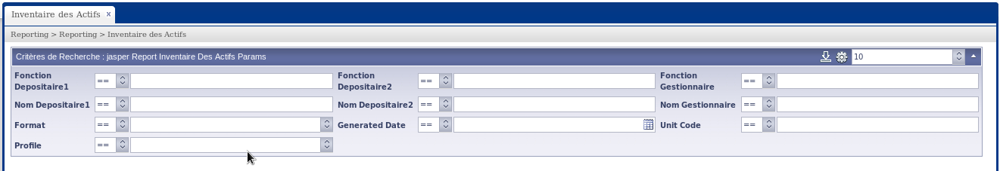 Inventaire des Actifs x
Reporting > Reporting > Inventaire des Actifs
Critères de Recherche : jasper Report Inventaire Des Actifs Params 10
Fonction Depositaire1 == Fonction Depositaire2 == Fonction Gestionnaire ==
Nom Depositaire1 == Nom Depositaire2 == Nom Gestionnaire ==
Format == Generated Date == Unit Code ==
Profile ==